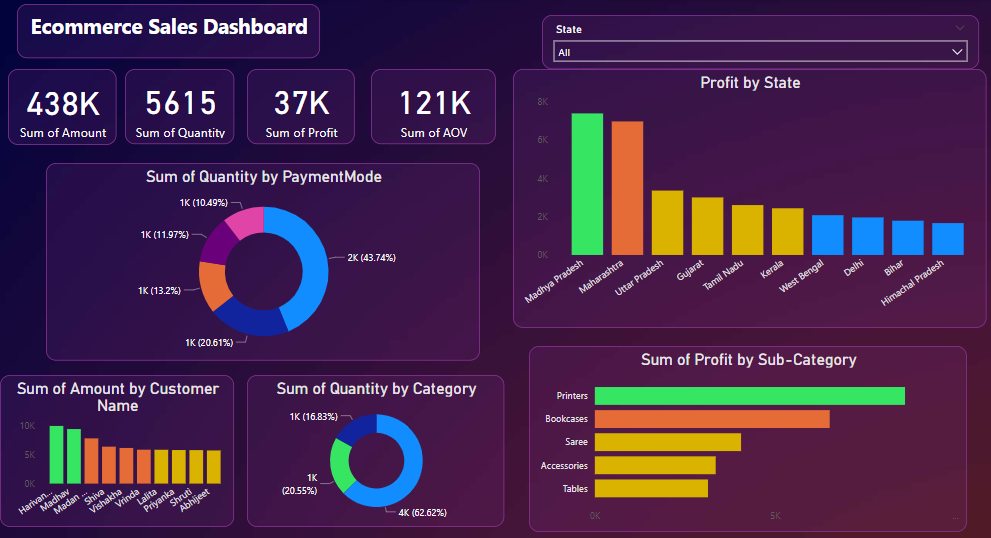 Ecommerce Sales Dashboard
State
All
438K
Sum of Amount
5615
Sum of Quantity
37K
Sum of Profit
121K
Sum of AOV
Profit by State
8K
6K
4K
2K
0K
Madhya Pradesh
Maharashtra
Uttar Pradesh
Gujarat
Tamil Nadu
Kerala
West Bengal
Delhi
Bihar
Himachal Pradesh
Sum of Quantity by PaymentMode
1K (10.49%)
1K (11.97%)
1K (13.2%)
1K (20.61%)
2K (43.74%)
Sum of Amount by Customer
Name
10K
5K
0K
Harivan...
Madhav
Madan ...
Shiva
Vishakha
Vrinda
Lalita
Priyanka
Shruti
Abhijeet
Sum of Quantity by Category
1K (16.83%)
1K
(20.55%)
4K (62.62%)
Sum of Profit by Sub-Category
Printers
Bookcases
Saree
Accessories
Tables
0K
5K
...